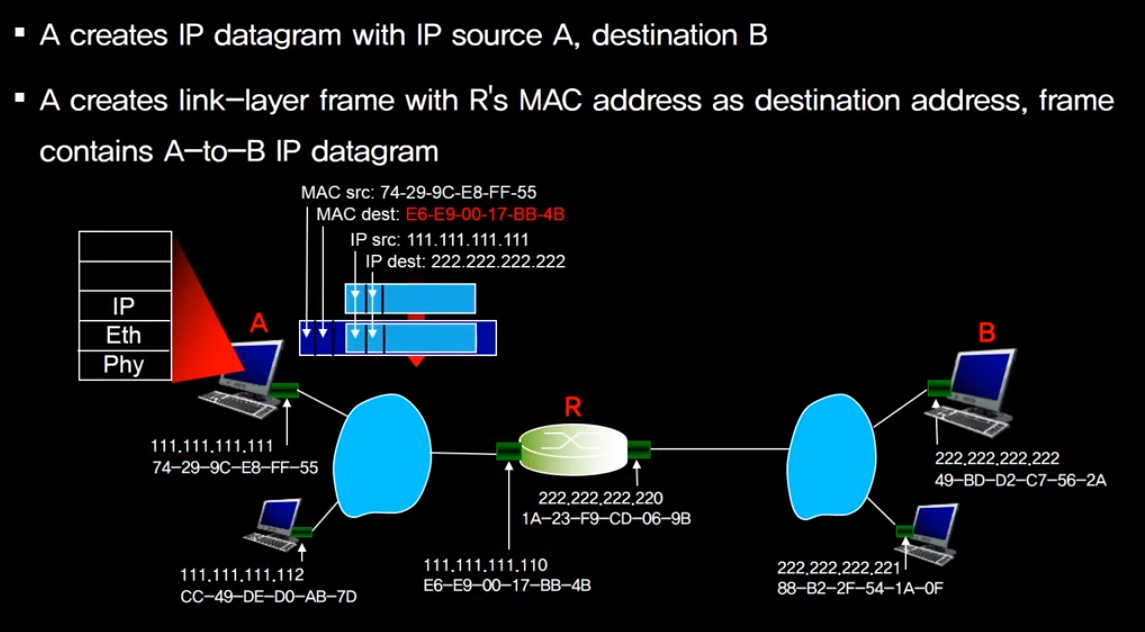 ▪ A creates IP datagram with IP source A, destination B
▪ A creates link-layer frame with R's MAC address as destination address, frame
contains A-to-B IP datagram
MAC src: 74-29-9C-E8-FF-55
MAC dest: E6-E9-00-17-BB-4B
IP src: 111.111.111.111
IP dest: 222.222.222.222
IP
Eth
Phy
A
B
R
111.111.111.111
74-29-9C-E8-FF-55
222.222.222.222
49-BD-D2-C7-56-2A
222.222.222.220
1A-23-F9-CD-06-9B
111.111.111.112
CC-49-DE-D0-AB-7D
111.111.111.110
E6-E9-00-17-BB-4B
222.222.222.221
88-B2-2F-54-1A-0F